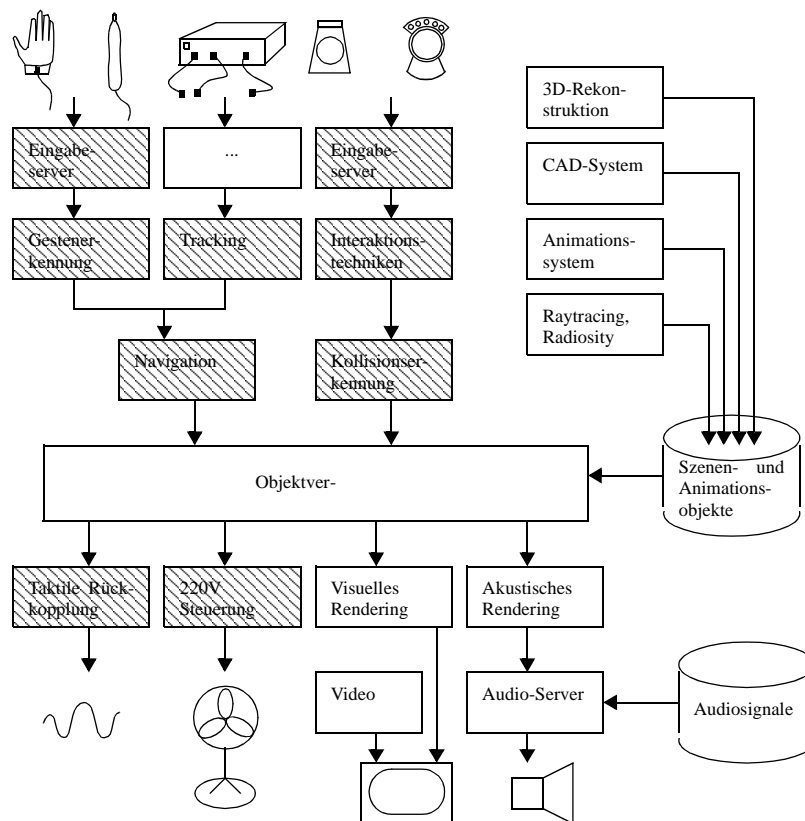 Eingabe-
server
...
Eingabe-
server
3D-Rekon-
struktion
CAD-System
Gestener-
kennung
Tracking
Interaktions-
techniken
Animations-
system
Raytracing,
Radiosity
Navigation
Kollisionser-
kennung
Objektver-
Szenen- und
Animations-
objekte
Taktile Rück-
kopplung
220V
Steuerung
Visuelles
Rendering
Akustisches
Rendering
Video
Audio-Server
Audiosignale